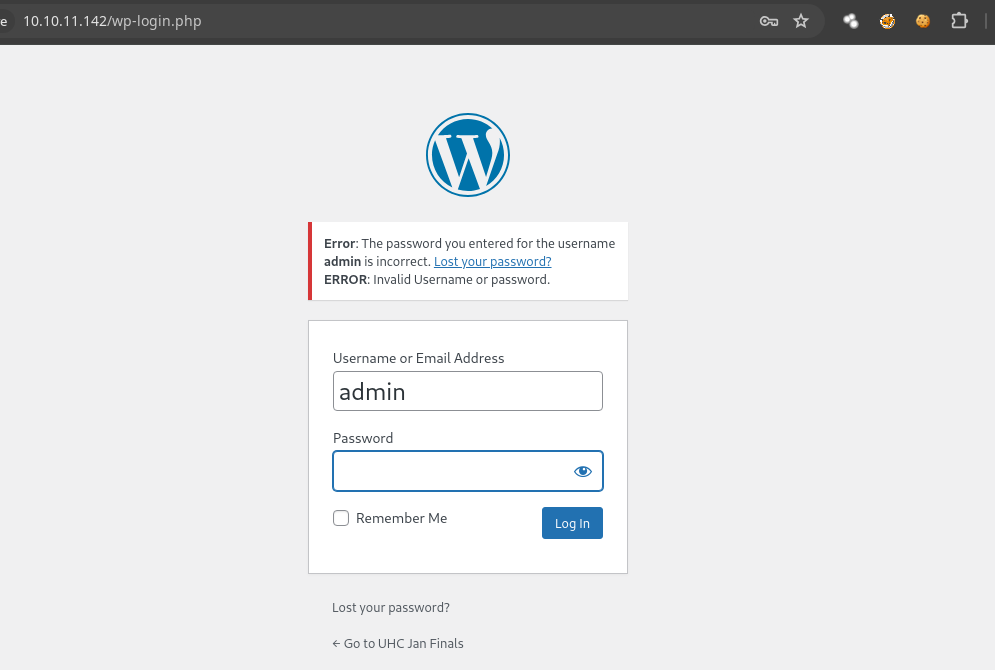 e 10.10.11.142/wp-login.php
Error: The password you entered for the username
admin is incorrect. Lost your password?
ERROR: Invalid Username or password.
Username or Email Address
admin
Password
Remember Me
Log In
Lost your password?
← Go to UHC Jan Finals